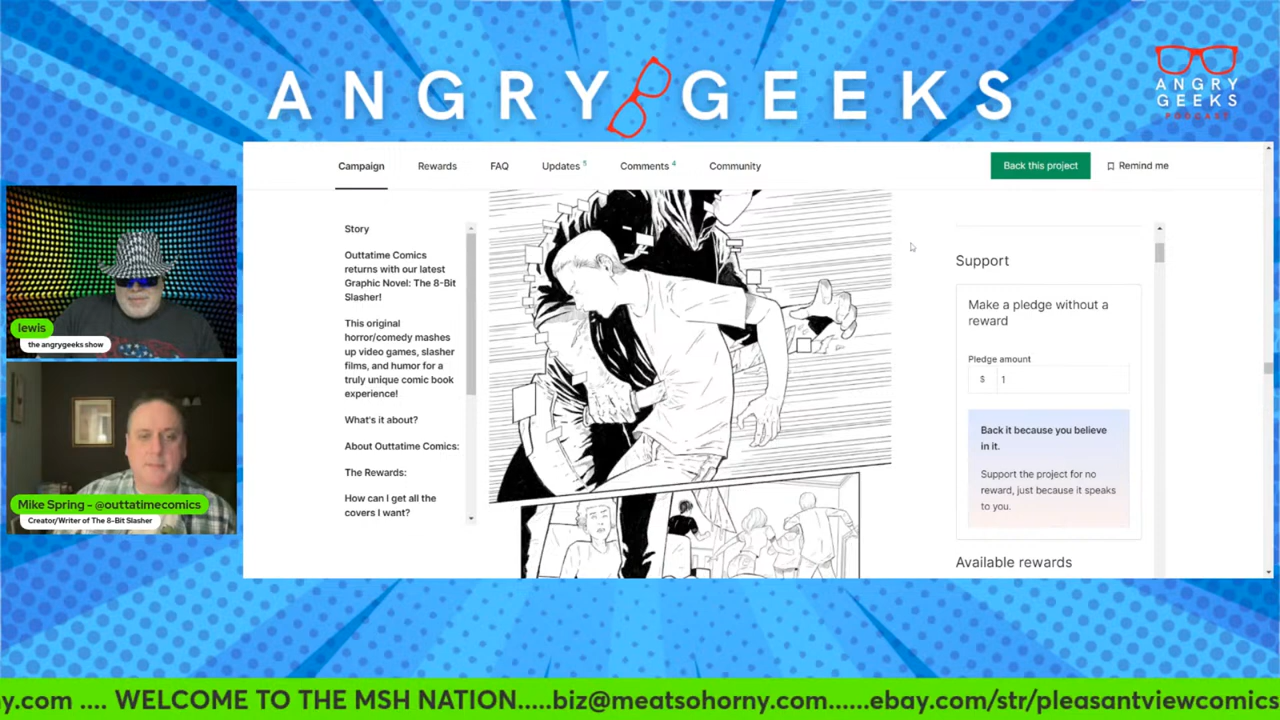 ANGRY GEEKS
ANGRY
GEEKS
PODCAST
Campaign
Rewards
FAQ
Updates 5
Comments 4
Community
Back this project
Remind me
lewis
the angrygeeks show
Mike Spring - @outtatimecomics
Creator/Writer of The 8-Bit Slasher
Story
Outtatime Comics
returns with our latest
Graphic Novel: The 8-Bit
Slasher!
This original
horror/comedy mashes
up video games, slasher
films, and humor for a
truly unique comic book
experience!
What's it about?
About Outtatime Comics:
The Rewards:
How can I get all the
covers I want?
Support
Make a pledge without a
reward
Pledge amount
$ 1
Back it because you believe
in it.
Support the project for no
reward, just because it speaks
to you.
Available rewards
y.com .... WELCOME TO THE MSH NATION.....biz@meatsohorny.com......ebay.com/str/pleasantviewcomics